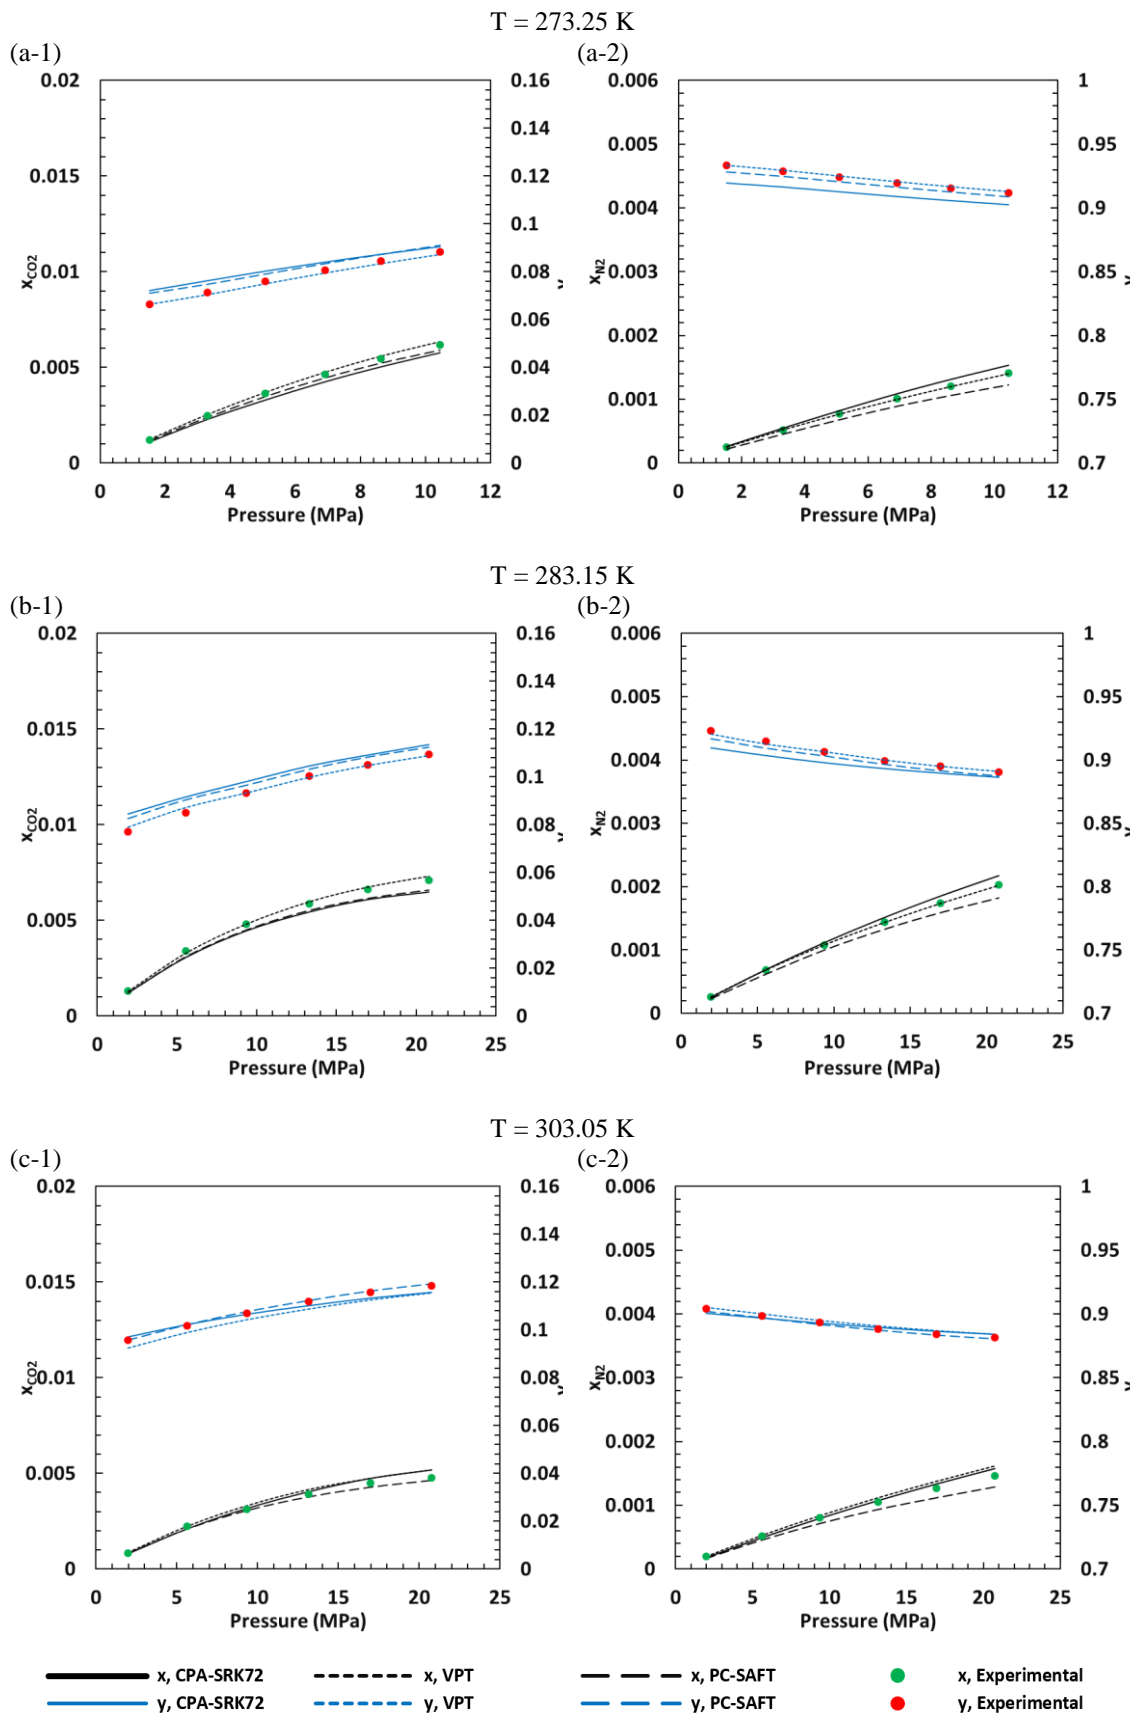 T = 273.25 K
(a-1) (a-2)
0.02 0.16 0.006 1
0.14
0.005 0.95
0.015 0.12
0.004 0.9
0.1
0.01 0.08 0.003 0.85
xCO2 y xN2 y
0.06
0.002 0.8
0.005 0.04
0.001 0.75
0.02
0 0 0 0.7
0 2 4 6 8 10 12 0 2 4 6 8 10 12
Pressure (MPa) Pressure (MPa)
T = 283.15 K
(b-1) (b-2)
0.02 0.16 0.006 1
0.14
0.005 0.95
0.015 0.12
0.004 0.9
0.1
0.01 0.08 0.003 0.85
xCO2 y xN2 y
0.06
0.002 0.8
0.005 0.04
0.001 0.75
0.02
0 0 0 0.7
0 5 10 15 20 25 0 5 10 15 20 25
Pressure (MPa) Pressure (MPa)
T = 303.05 K
(c-1) (c-2)
0.02 0.16 0.006 1
0.14
0.005 0.95
0.015 0.12
0.004 0.9
0.1
0.01 0.08 0.003 0.85
xCO2 y xN2 y
0.06
0.002 0.8
0.005 0.04
0.001 0.75
0.02
0 0 0 0.7
0 5 10 15 20 25 0 5 10 15 20 25
Pressure (MPa) Pressure (MPa)
x, CPA-SRK72 x, VPT x, PC-SAFT x, Experimental
y, CPA-SRK72 y, VPT y, PC-SAFT y, Experimental